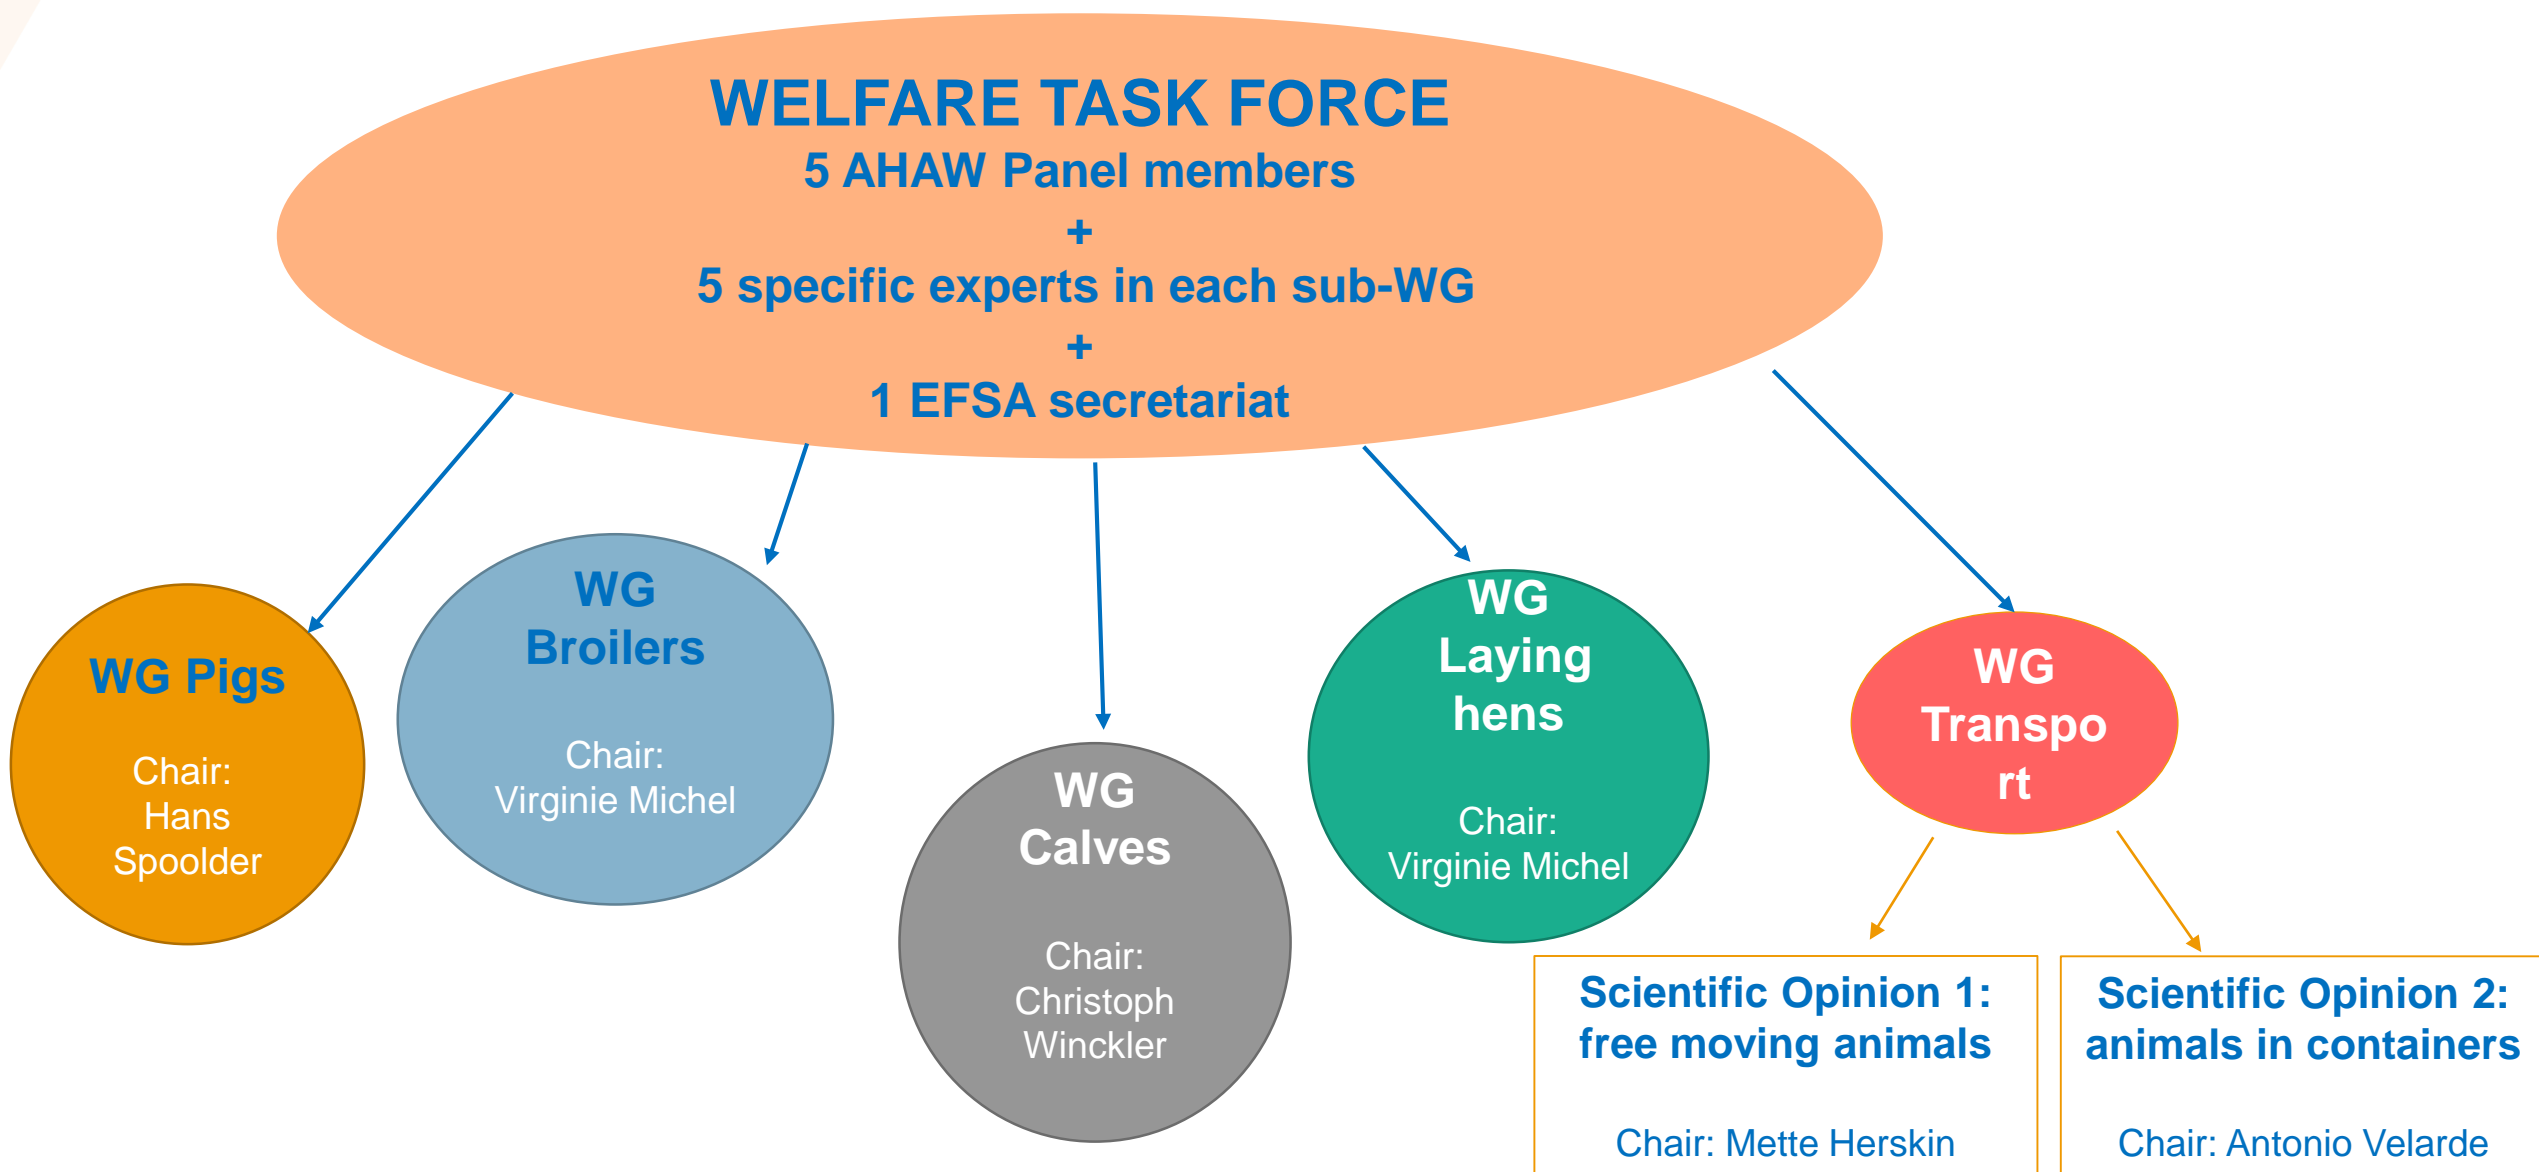 WELFARE TASK FORCE
5 AHAW Panel members
+
5 specific experts in each sub-WG
+
1 EFSA secretariat
WG Pigs
Chair:
Hans
Spoolder
WG
Broilers
Chair:
Virginie Michel
WG
Calves
Chair:
Christoph
Winckler
WG
Laying
hens
Chair:
Virginie Michel
WG
Transpo
rt
Scientific Opinion 1:
free moving animals
Chair: Mette Herskin
Scientific Opinion 2:
animals in containers
Chair: Antonio Velarde